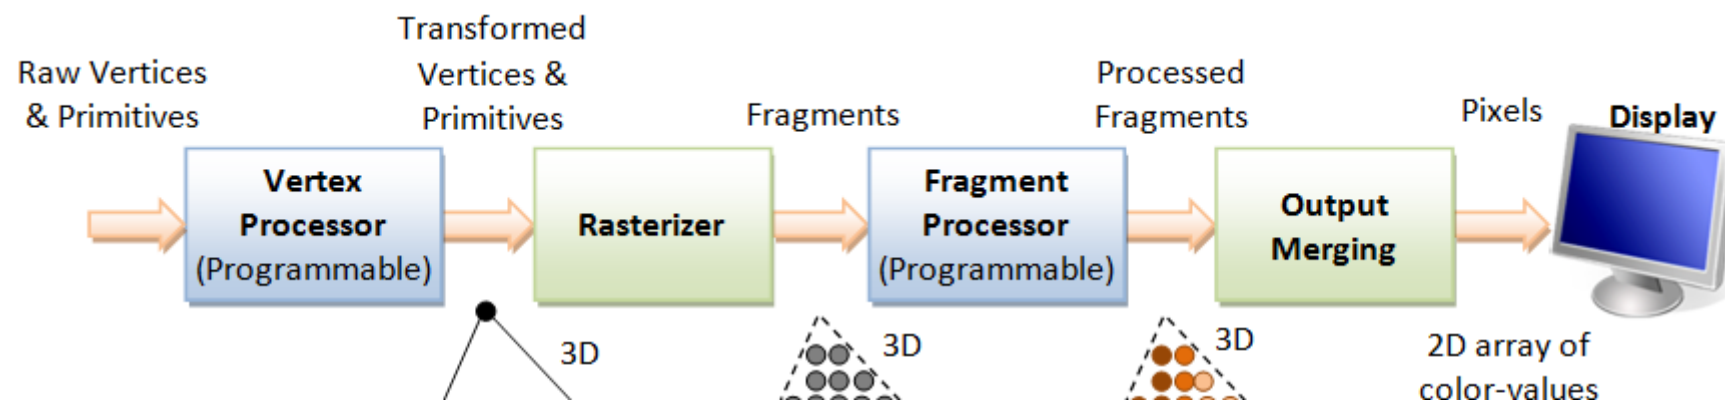 Raw Vertices
& Primitives
Transformed
Vertices &
Primitives
Fragments
Processed
Fragments
Pixels
Display
Vertex
Processor
(Programmable)
Rasterizer
Fragment
Processor
(Programmable)
Output
Merging
3D
3D
3D
2D array of
color-values